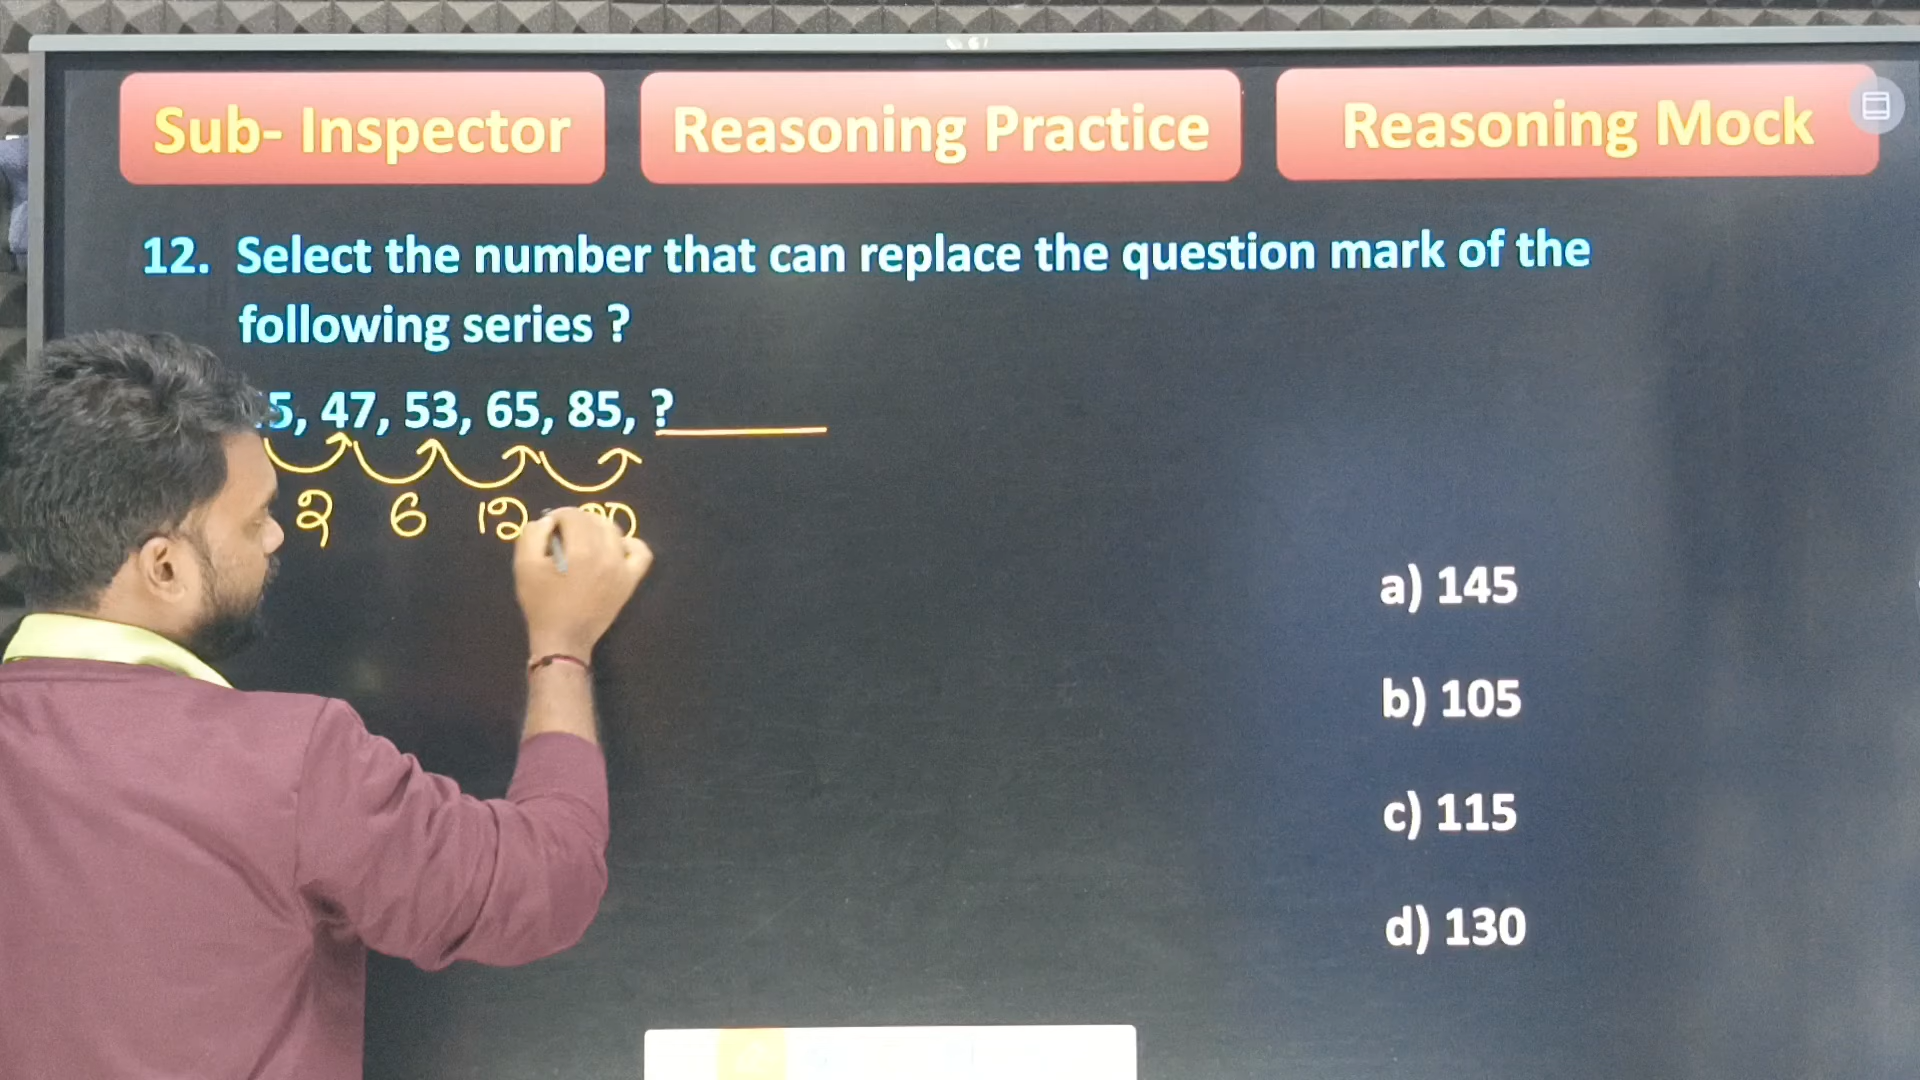 Sub- Inspector
Reasoning Practice
Reasoning Mock
12. Select the number that can replace the question mark of the
following series ?
5, 47, 53, 65, 85, ?
2 6 12 20
a) 145
b) 105
c) 115
d) 130